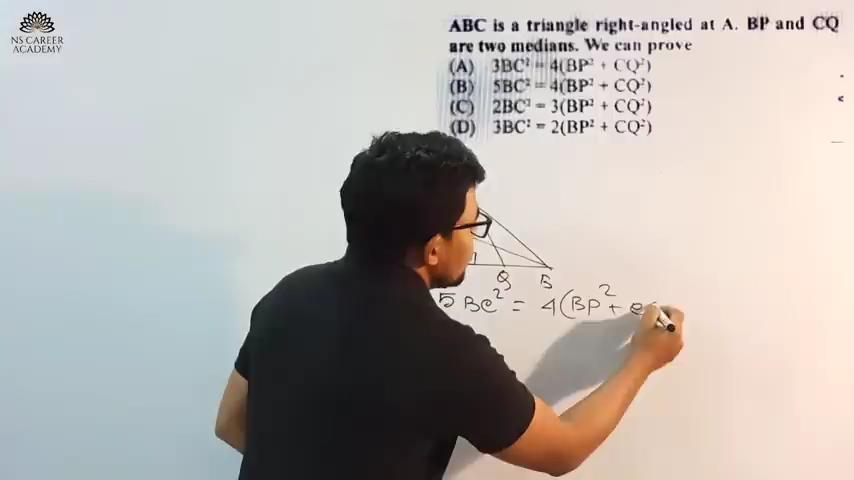 NS CAREER
ACADEMY
ABC is a triangle right-angled at A. BP and CQ
are two medians. We can prove
(A) 3BC² = 4(BP² + CQ²)
(B) 5BC² = 4(BP² + CQ²)
(C) 2BC² = 3(BP² + CQ²)
(D) 3BC² = 2(BP² + CQ²)
Q B
5 BC² = 4(BP² + C